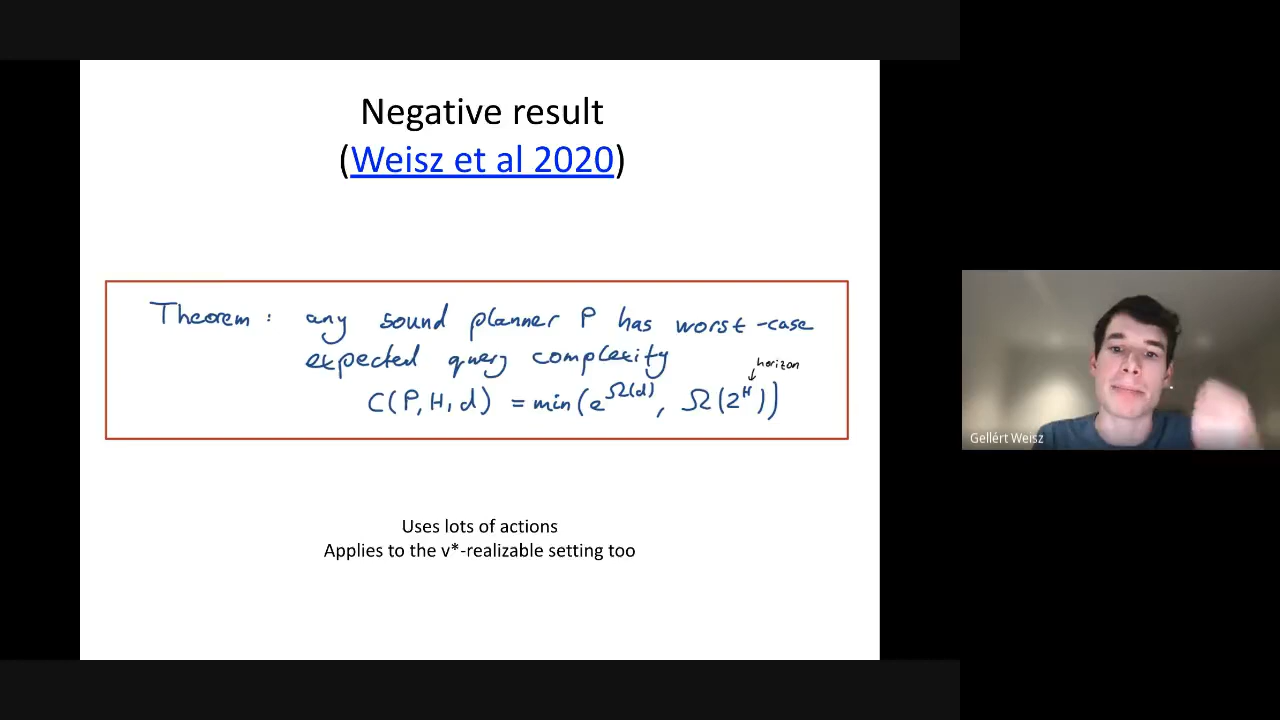 Negative result
(Weisz et al 2020)
Theorem : any sound planner P has worst-case
expected query complexity
horizon
C(P, H, d) = min(e^Ω(d), Ω(2^H))
Uses lots of actions
Applies to the v*-realizable setting too
Gellért Weisz